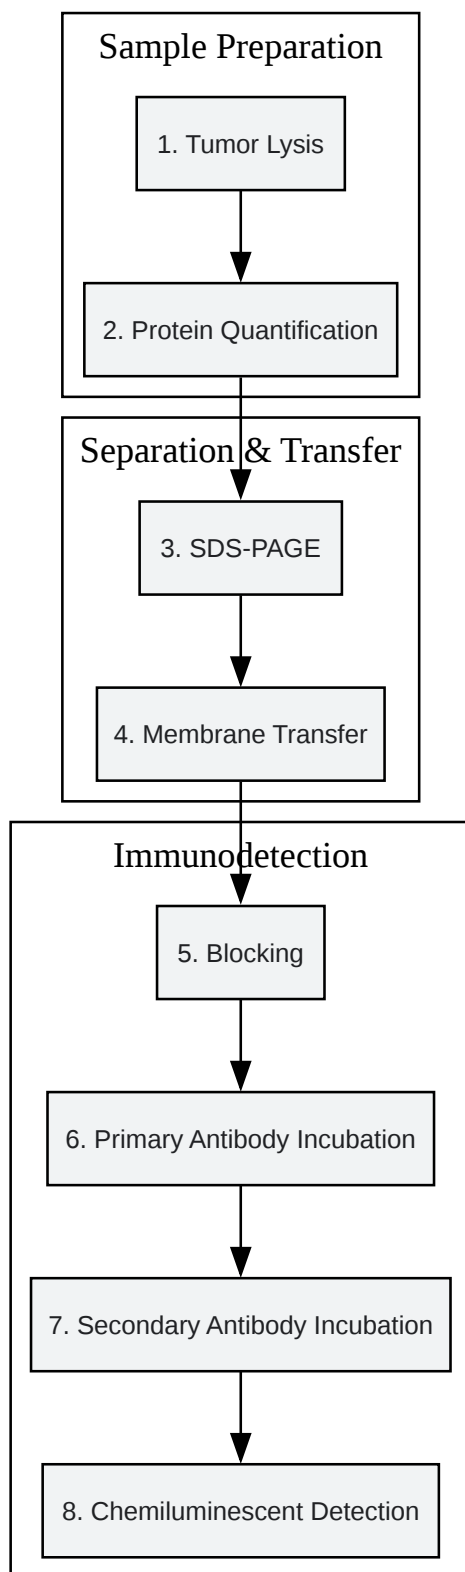 Sample Preparation
1. Tumor Lysis
2. Protein Quantification
Separation & Transfer
3. SDS-PAGE
4. Membrane Transfer
Immunodetection
5. Blocking
6. Primary Antibody Incubation
7. Secondary Antibody Incubation
8. Chemiluminescent Detection